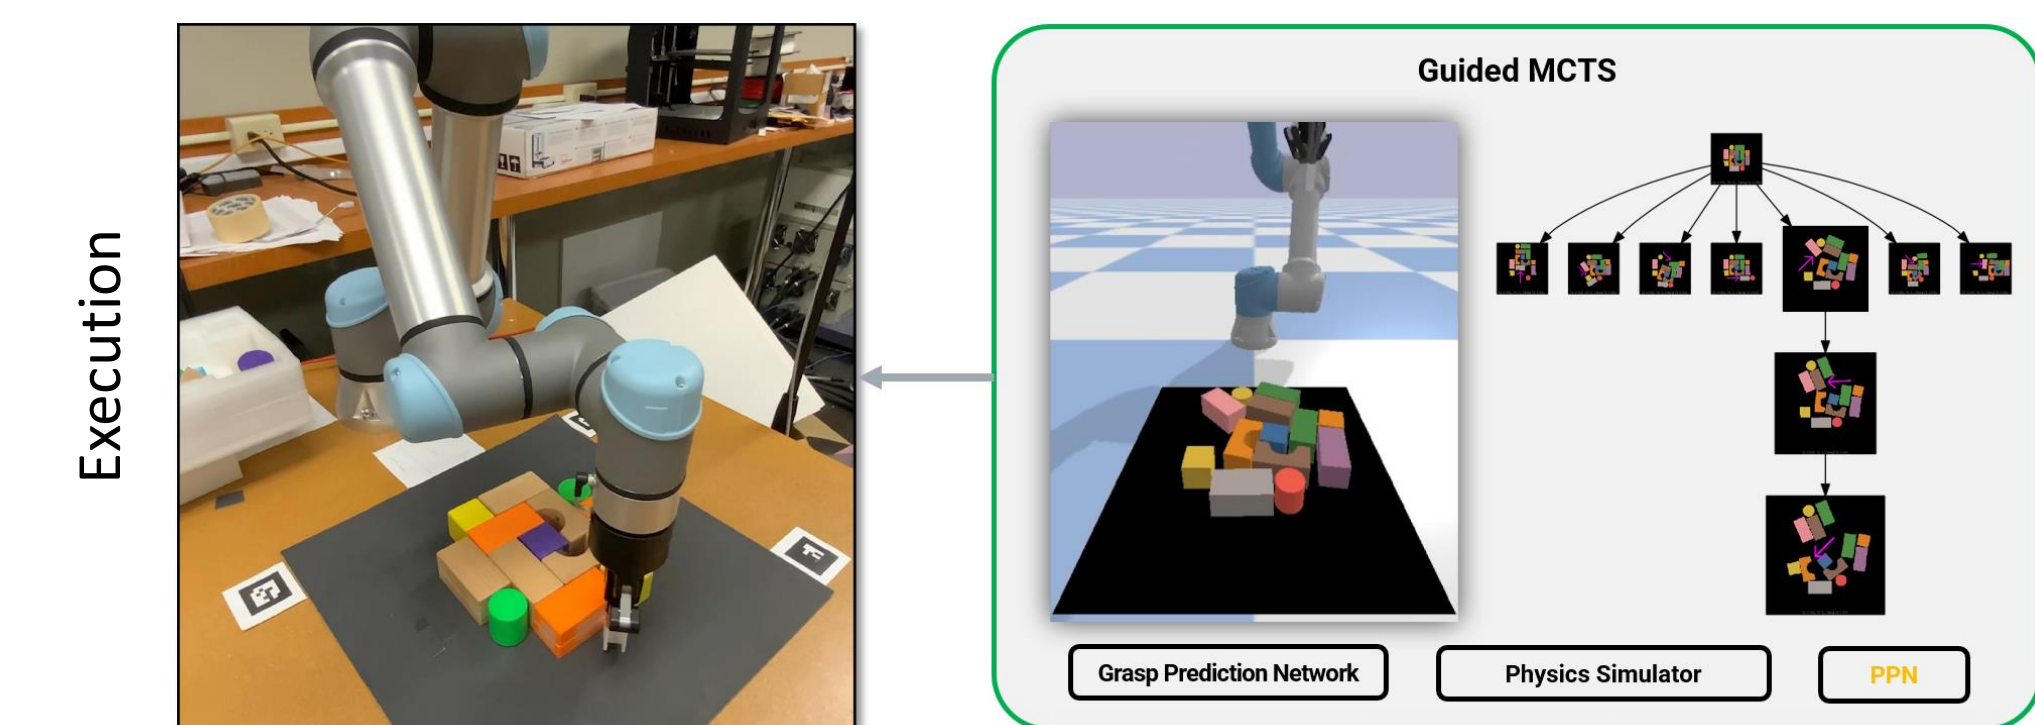 Execution
Guided MCTS
Grasp Prediction Network
Physics Simulator
PPN